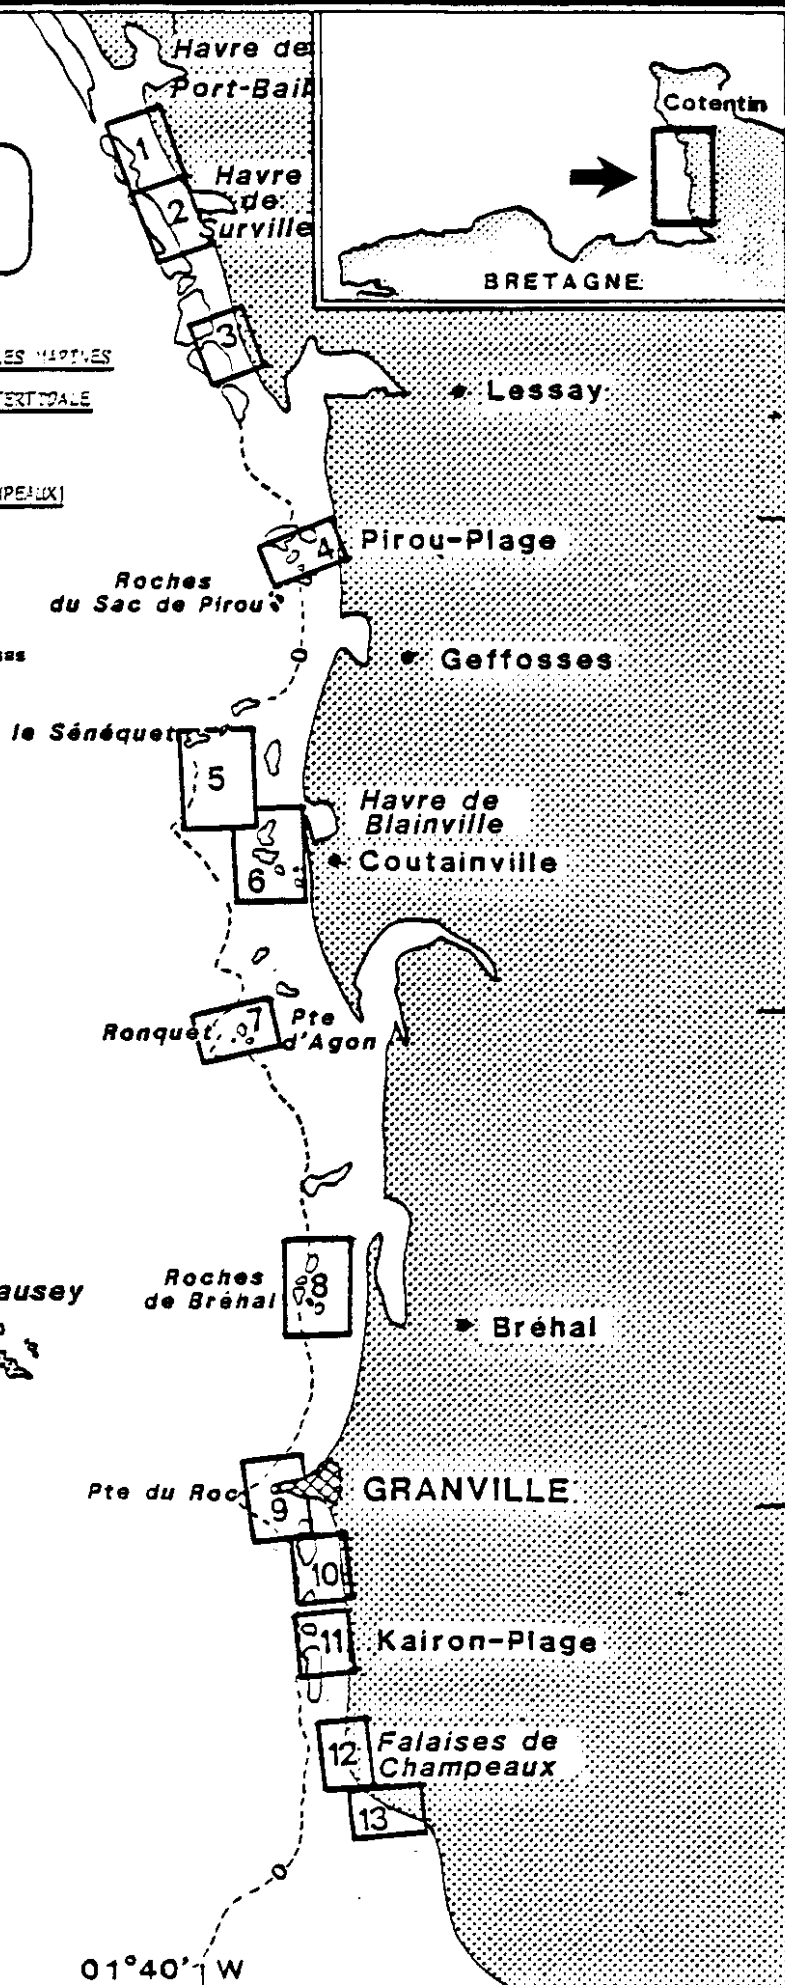 Havre de
Port-Bail
Cotentin
1
Havre
de
Surville
2
BRETAGNE
3
Lessay
4
Pirou-Plage
Roches
du Sac de Pirou
Geffosses
le Sénéquet
5
Havre de
Blainville
Coutainville
6
Ronquet
7
Pte
d'Agon
ausey
Roches
de Bréhal
8
Bréhal
Pte du Roc
9
GRANVILLE
10
11
Kairon-Plage
12
Falaises de
Champeaux
13
01°40' W